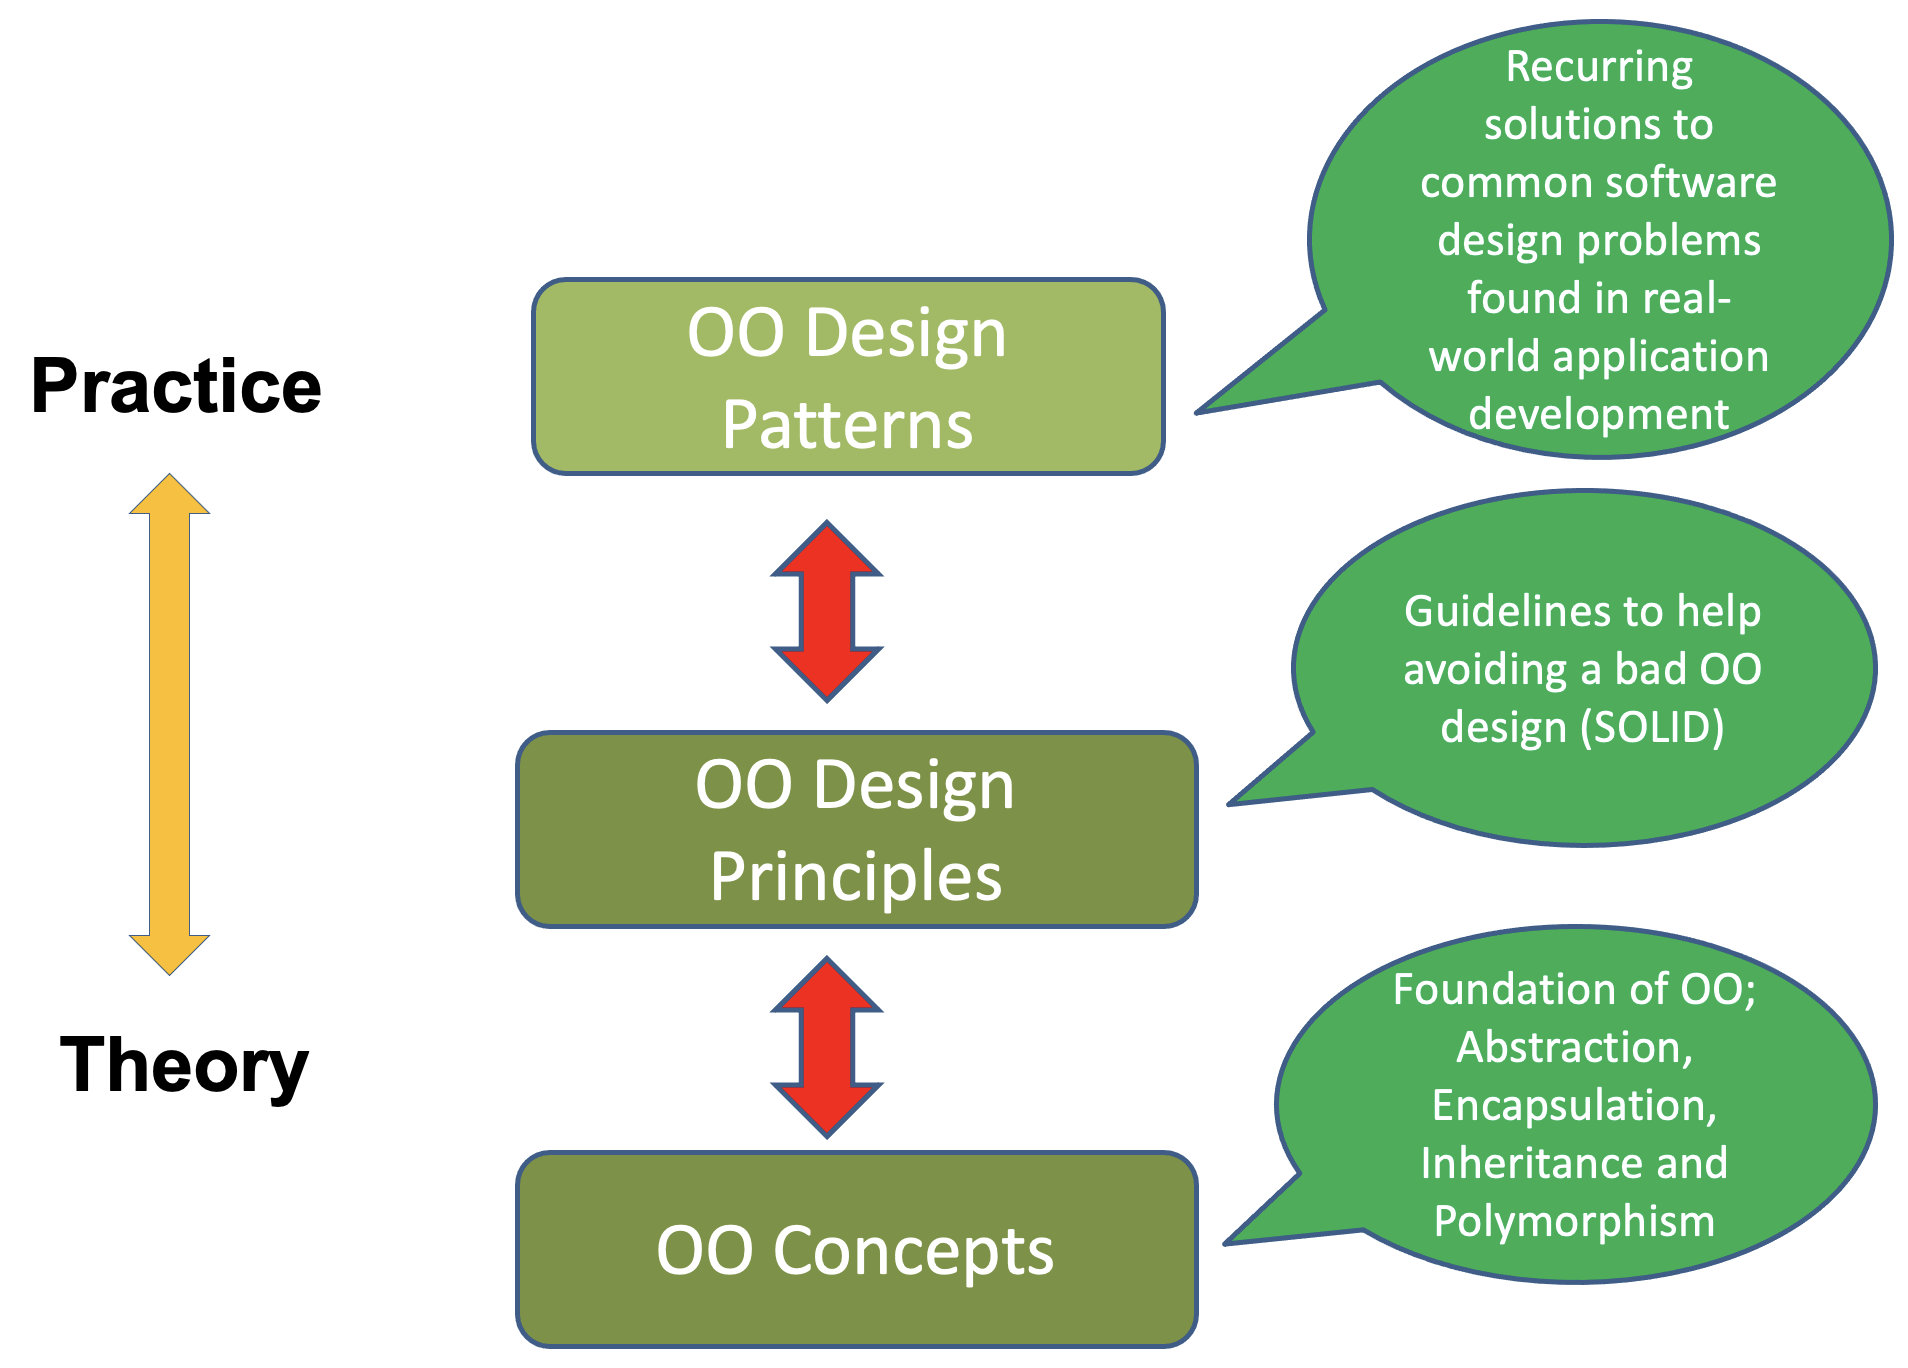 Recurring
solutions to
common software
design problems
found in real-
world application
development
OO Design
Patterns
Practice
Guidelines to help
avoiding a bad OO
design (SOLID)
OO Design
Principles
Theory
Foundation of OO;
Abstraction,
Encapsulation,
Inheritance and
Polymorphism
OO Concepts